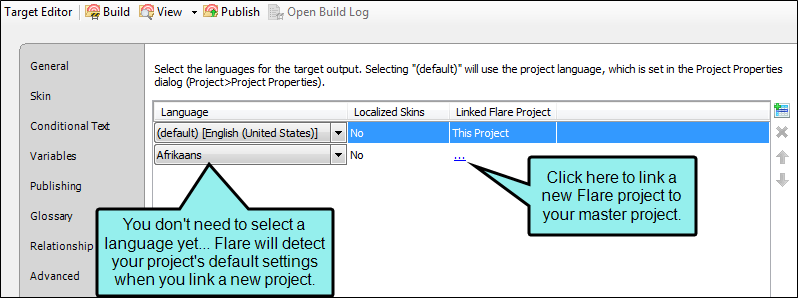 Target Editor Build View Publish Open Build Log
General
Skin
Conditional Text
Variables
Publishing
Glossary
Relationship
Advanced
Select the languages for the target output. Selecting "(default)" will use the project language, which is set in the Project Properties
dialog (Project>Project Properties).
Language Localized Skins Linked Flare Project
(default) [English (United States)] No This Project
Afrikaans No ...
You don't need to select a
language yet... Flare will detect
your project's default settings
when you link a new project.
Click here to link a
new Flare project to
your master project.